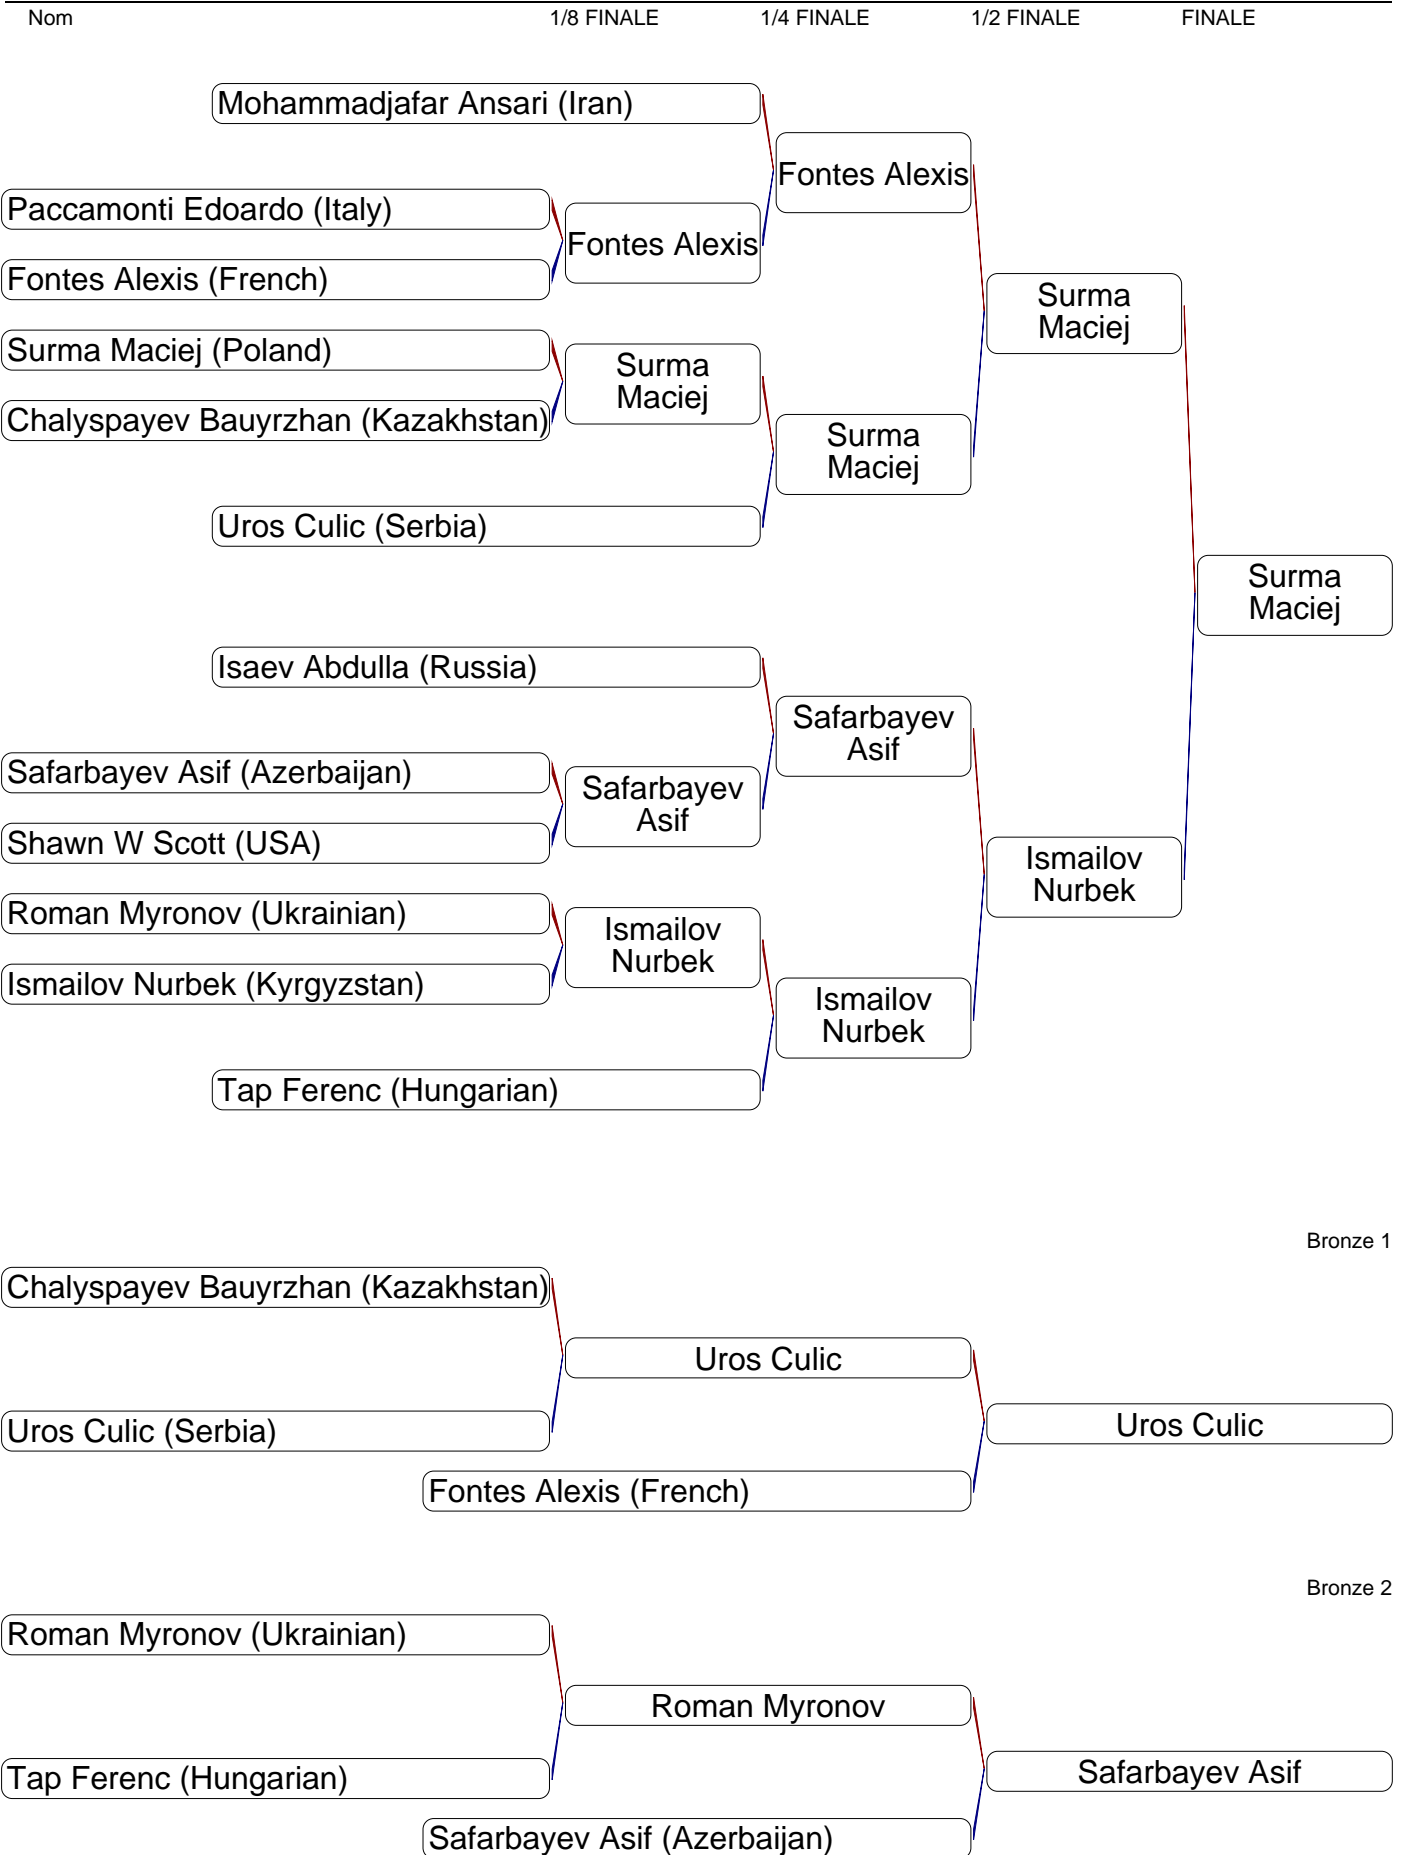 Nom 1/8 FINALE 1/4 FINALE 1/2 FINALE FINALE
Mohammadjafar Ansari (Iran)
Fontes Alexis
Paccamonti Edoardo (Italy)
Fontes Alexis
Fontes Alexis (French)
Surma
Maciej
Surma Maciej (Poland)
Surma
Maciej
Chalyspayev Bauyrzhan (Kazakhstan)
Surma
Maciej
Uros Culic (Serbia)
Surma
Maciej
Isaev Abdulla (Russia)
Safarbayev
Asif
Safarbayev Asif (Azerbaijan)
Safarbayev
Asif
Shawn W Scott (USA)
Ismailov
Nurbek
Roman Myronov (Ukrainian)
Ismailov
Nurbek
Ismailov Nurbek (Kyrgyzstan)
Ismailov
Nurbek
Tap Ferenc (Hungarian)
Bronze 1
Chalyspayev Bauyrzhan (Kazakhstan)
Uros Culic
Uros Culic (Serbia)
Uros Culic
Fontes Alexis (French)
Bronze 2
Roman Myronov (Ukrainian)
Roman Myronov
Tap Ferenc (Hungarian)
Safarbayev Asif
Safarbayev Asif (Azerbaijan)